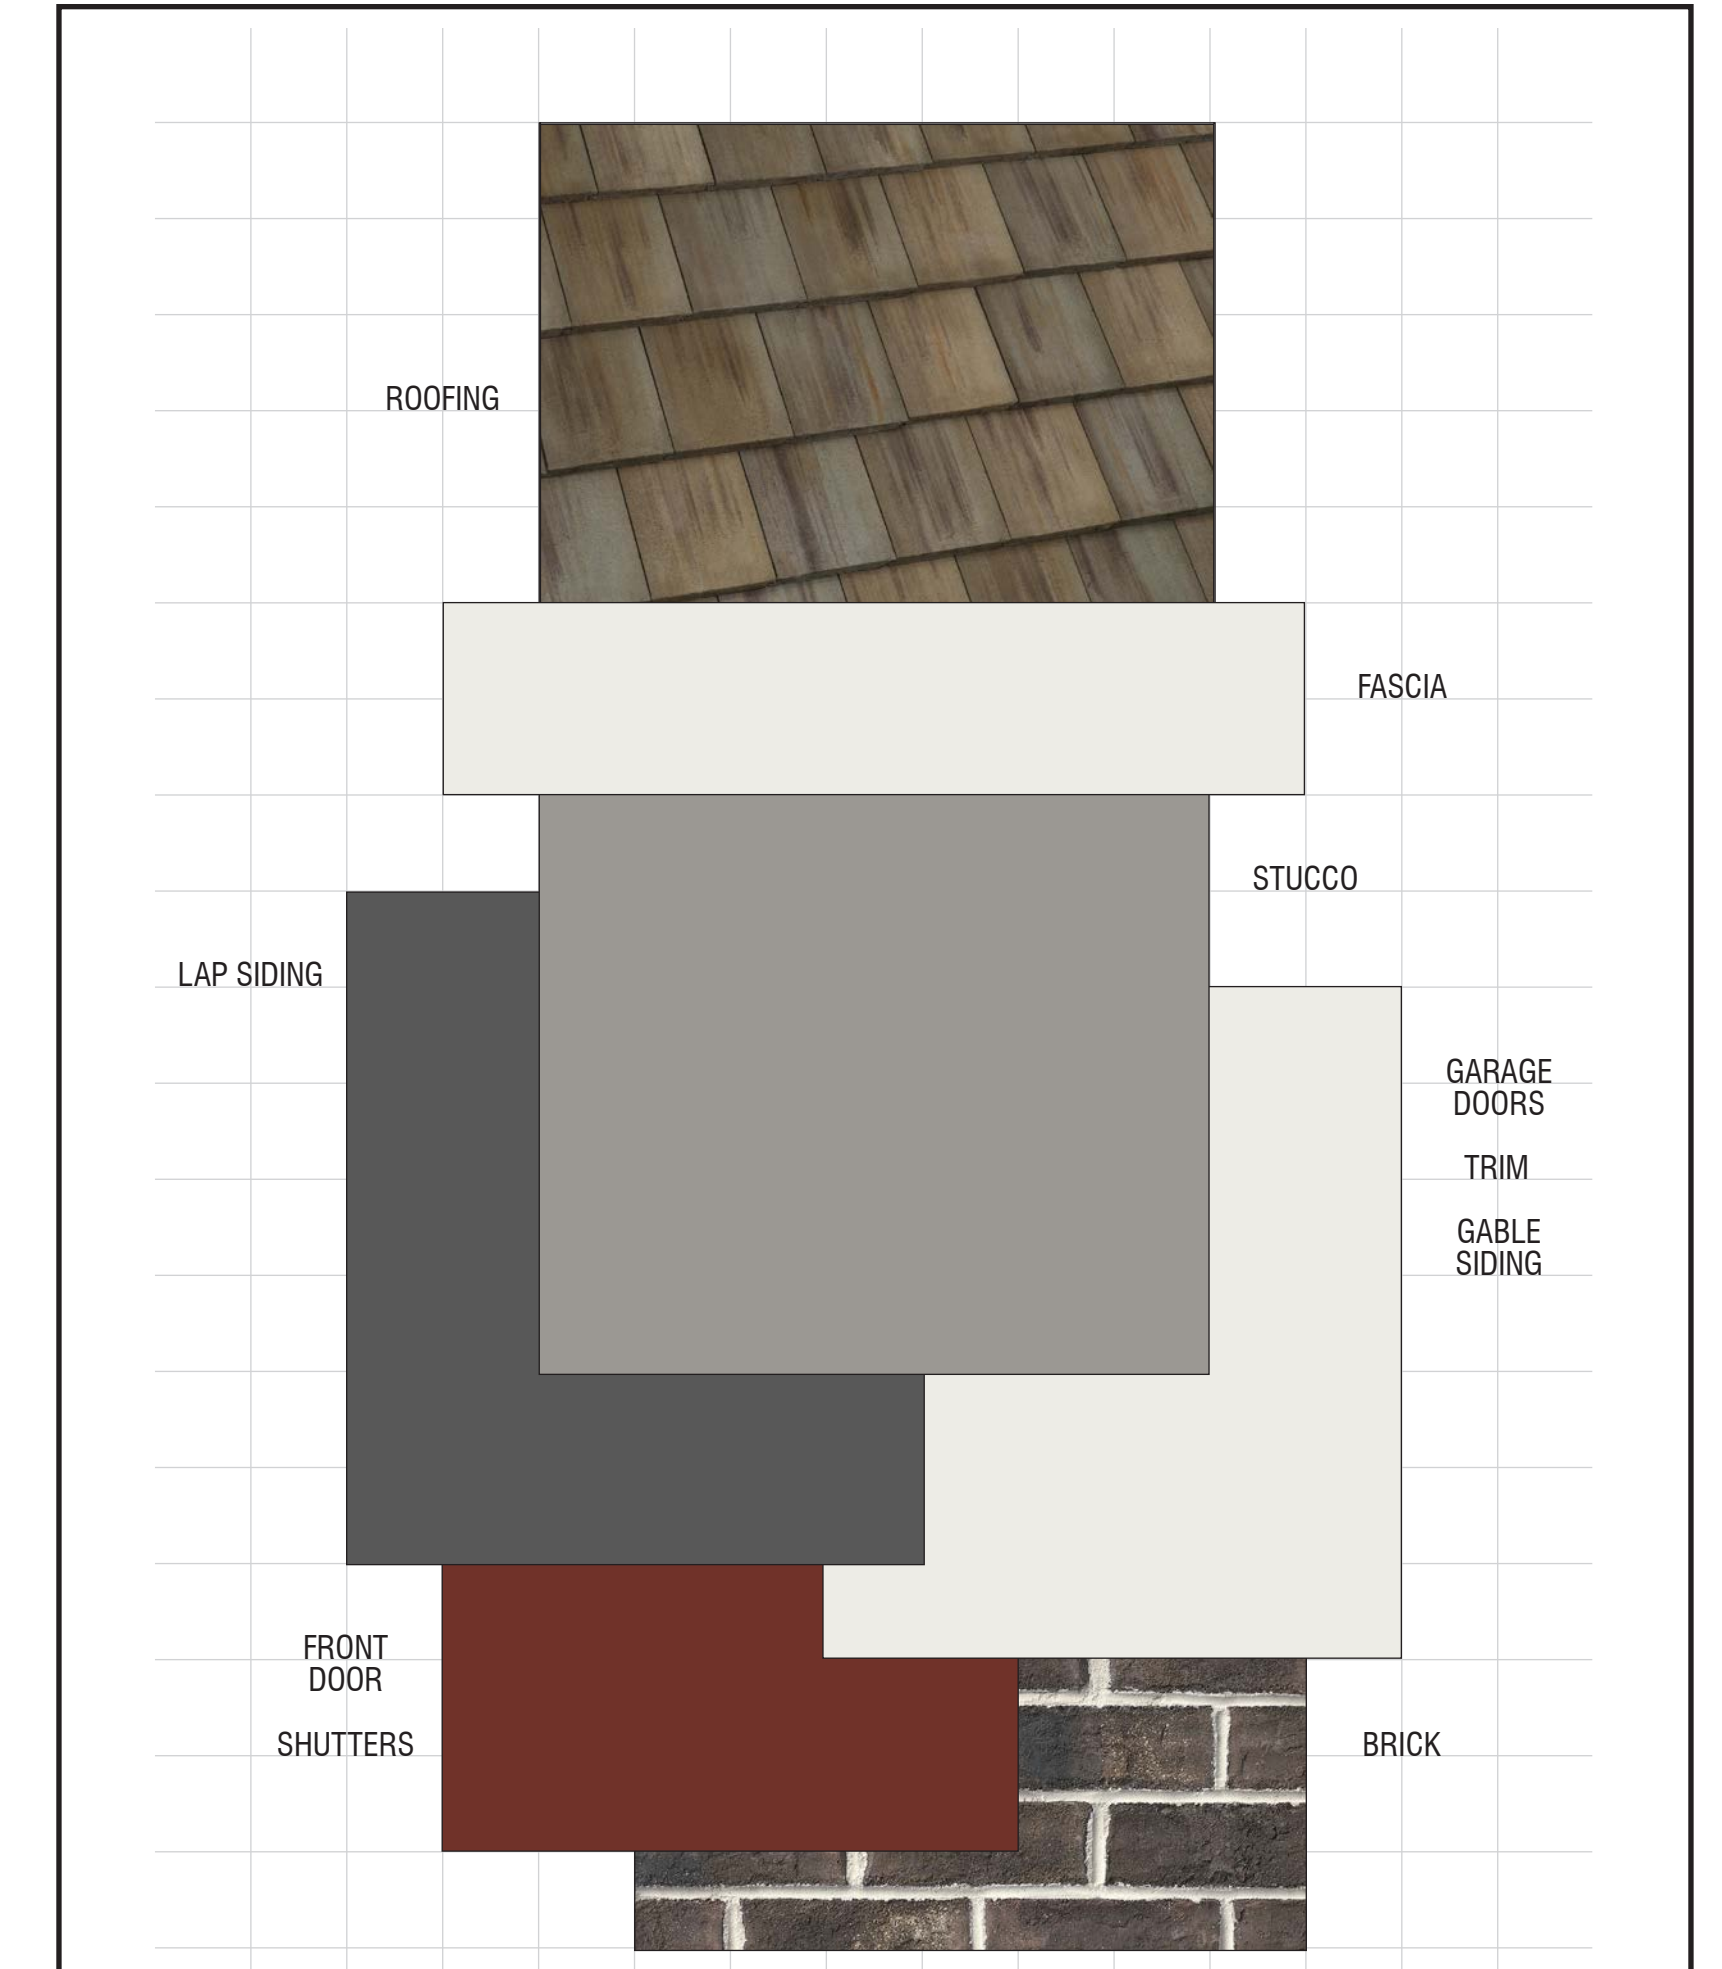 ROOFING
FASCIA
STUCCO
LAP SIDING
GARAGE
DOORS
TRIM
GABLE
SIDING
FRONT
DOOR
SHUTTERS
BRICK